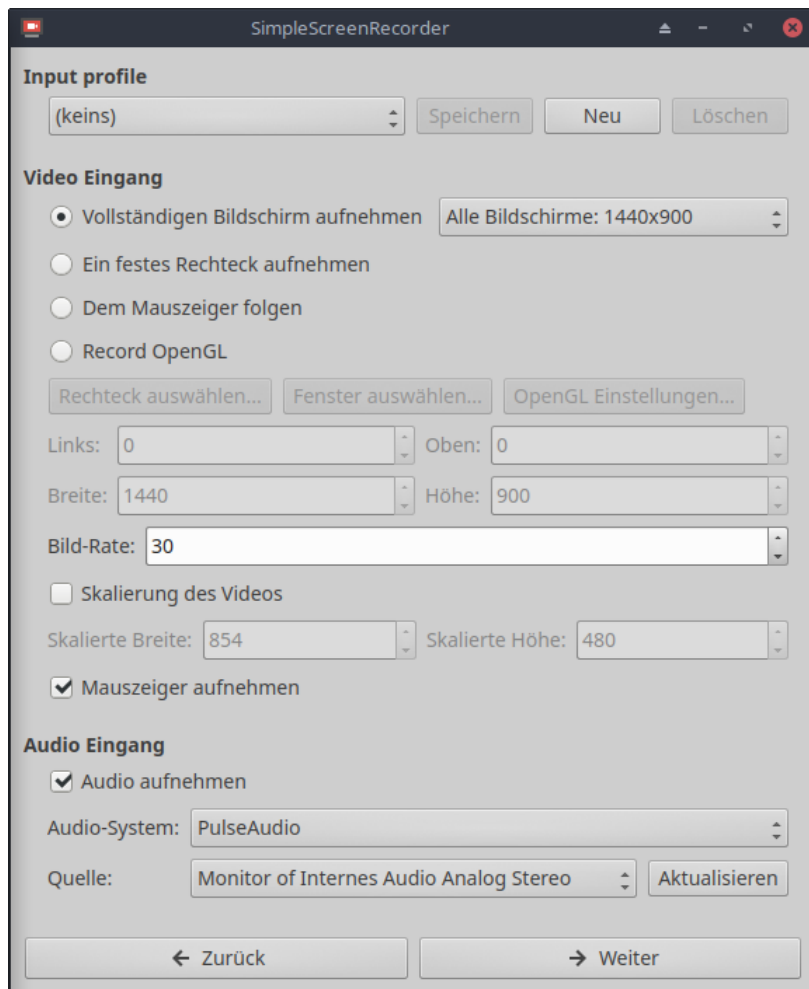 SimpleScreenRecorder
Input profile
(keins) Speichern Neu Löschen
Video Eingang
Vollständigen Bildschirm aufnehmen Alle Bildschirme: 1440x900
Ein festes Rechteck aufnehmen
Dem Mauszeiger folgen
Record OpenGL
Rechteck auswählen... Fenster auswählen... OpenGL Einstellungen...
Links: 0 Oben: 0
Breite: 1440 Höhe: 900
Bild-Rate: 30
Skalierung des Videos
Skalierte Breite: 854 Skalierte Höhe: 480
Mauszeiger aufnehmen
Audio Eingang
Audio aufnehmen
Audio-System: PulseAudio
Quelle: Monitor of Internes Audio Analog Stereo Aktualisieren
← Zurück → Weiter